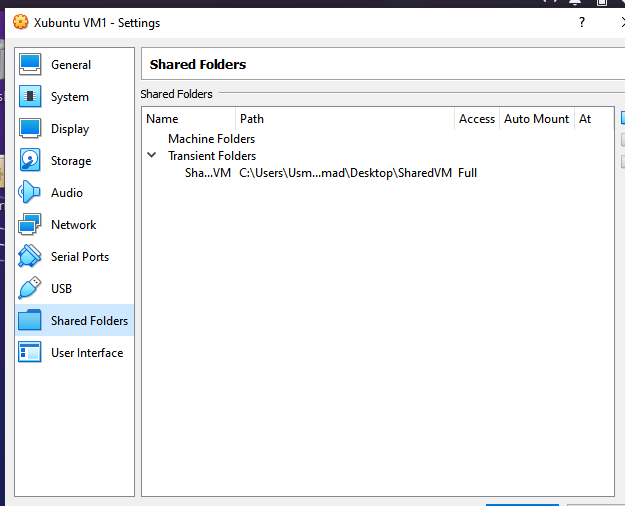 Xubuntu VM1 - Settings ?
General
System
Display
Storage
Audio
Network
Serial Ports
USB
Shared Folders
User Interface
Shared Folders
Shared Folders
Name Path Access Auto Mount At
Machine Folders
Transient Folders
Sha...VM C:\Users\Usm...mad\Desktop\SharedVM Full